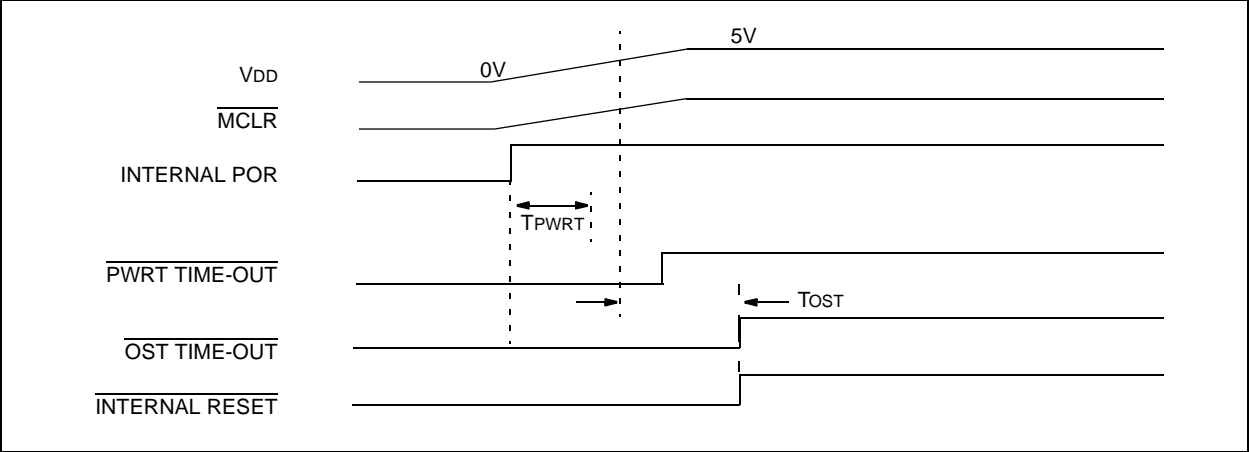 5V
VDD
0V
MCLR
INTERNAL POR
TPWRT
PWRT TIME-OUT
TOST
OST TIME-OUT
INTERNAL RESET